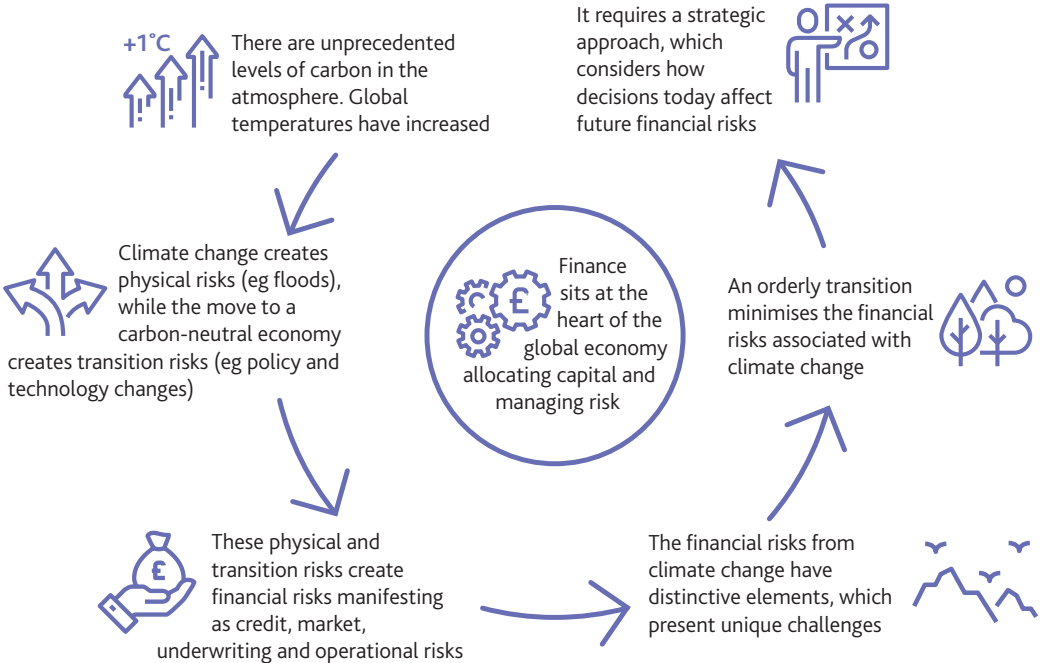 +1°C
There are unprecedented
levels of carbon in the
atmosphere. Global
temperatures have increased
Climate change creates
physical risks (eg floods),
while the move to a
carbon-neutral economy
creates transition risks (eg policy and
technology changes)
£
These physical and
transition risks create
financial risks manifesting
as credit, market,
underwriting and operational risks
The financial risks from
climate change have
distinctive elements, which
present unique challenges
An orderly transition
minimises the financial
risks associated with
climate change
It requires a strategic
approach, which
considers how
decisions today affect
future financial risks
£
Finance
sits at the
heart of the
global economy
allocating capital and
managing risk